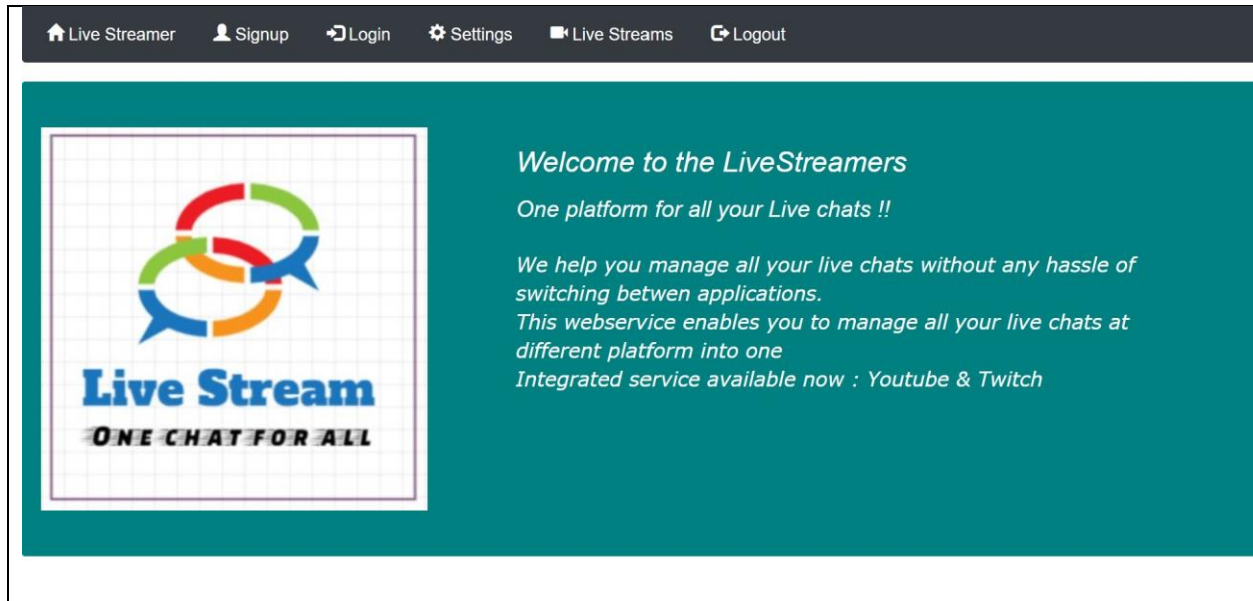 Live Streamer Signup Login Settings Live Streams Logout
Welcome to the LiveStreamers
One platform for all your Live chats !!
We help you manage all your live chats without any hassle of
switching betwen applications.
This webservice enables you to manage all your live chats at
different platform into one
Integrated service available now : Youtube & Twitch
Live Stream
ONE CHAT FOR ALL